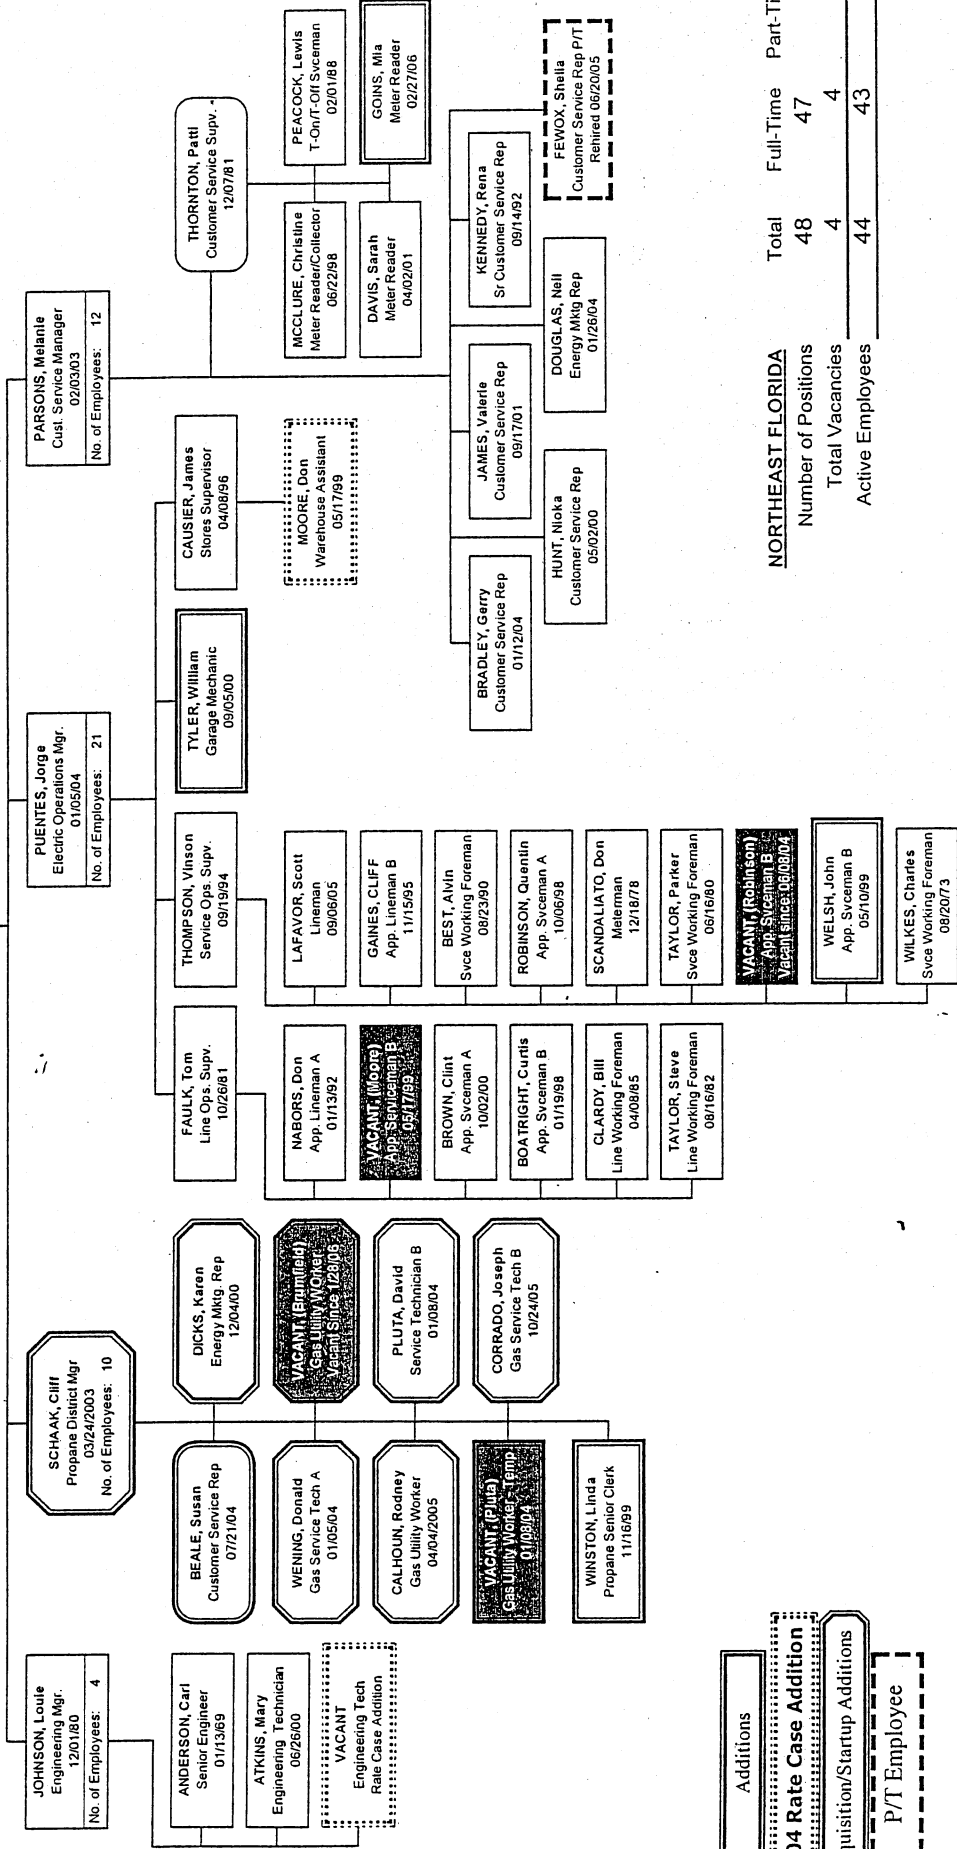 JOHNSON, Louie
Engineering Mgr.
12/01/80
No. of Employees: 4
ANDERSON, Carl
Senior Engineer
01/13/69
ATKINS, Mary
Engineering Technician
06/26/00
VACANT
Engineering Tech
Rate Case Addition
SCHAAK, Cliff
Propane District Mgr
03/24/2003
No. of Employees: 10
BEALE, Susan
Customer Service Rep
07/21/04
DICKS, Karen
Energy Mktg. Rep
12/04/00
WENING, Donald
Gas Service Tech A
01/05/04
VACANT (Brumfield)
Gas Utility Worker
Vacant Since 1/20/06
CALHOUN, Rodney
Gas Utility Worker
04/04/2005
PLUTA, David
Service Technician B
01/08/04
VACANT (Pluta)
Gas Utility Worker - Temp
01/08/04
CORRADO, Joseph
Gas Service Tech B
10/24/05
WINSTON, Linda
Propane Senior Clerk
11/16/99
PUENTES, Jorge
Electric Operations Mgr.
01/05/04
No. of Employees: 21
FAULK, Tom
Line Ops. Supv.
10/26/81
NABORS, Don
App. Lineman A
01/13/92
VACANT (Moore)
App. Serviceman B
05/17/99
BROWN, Clint
App. Svceman A
10/02/00
BOATRIGHT, Curtis
App. Svceman B
01/19/98
CLARDY, Bill
Line Working Foreman
04/08/85
TAYLOR, Steve
Line Working Foreman
08/16/82
THOMPSON, Vinson
Service Ops. Supv.
09/19/94
LAFAVOR, Scott
Lineman
09/06/05
GAINES, CLIFF
App. Lineman B
11/15/95
BEST, Alvin
Svce Working Foreman
08/23/90
ROBINSON, Quentin
App. Svceman A
10/06/98
SCANDALIATO, Don
Meterman
12/18/78
TAYLOR, Parker
Svce Working Foreman
06/16/80
VACANT (Robinson)
App. Svceman B
Vacant since 06/08/04
WELSH, John
App. Svceman B
05/10/99
WILKES, Charles
Svce Working Foreman
08/20/73
TYLER, William
Garage Mechanic
09/05/00
CAUSIER, James
Stores Supervisor
04/08/96
MOORE, Don
Warehouse Assistant
05/17/99
PARSONS, Melanie
Cust. Service Manager
02/03/03
No. of Employees: 12
THORNTON, Patti
Customer Service Supv.
12/07/81
MCCLURE, Christine
Meter Reader/Collector
06/22/98
PEACOCK, Lewis
T-On/T-Off Svceman
02/01/88
DAVIS, Sarah
Meter Reader
04/02/01
GOINS, Mia
Meter Reader
02/27/06
BRADLEY, Gerry
Customer Service Rep
01/12/04
JAMES, Valerie
Customer Service Rep
09/17/01
KENNEDY, Rena
Sr Customer Service Rep
09/14/92
HUNT, Nioka
Customer Service Rep
05/02/00
DOUGLAS, Neil
Energy Mktg Rep
01/26/04
FEWOX, Shelia
Customer Service Rep P/T
Rehired 06/20/05
Additions
04 Rate Case Addition
quisition/Startup Additions
P/T Employee
NORTHEAST FLORIDA Total Full-Time Part-Ti
Number of Positions 48 47
Total Vacancies 4 4
Active Employees 44 43